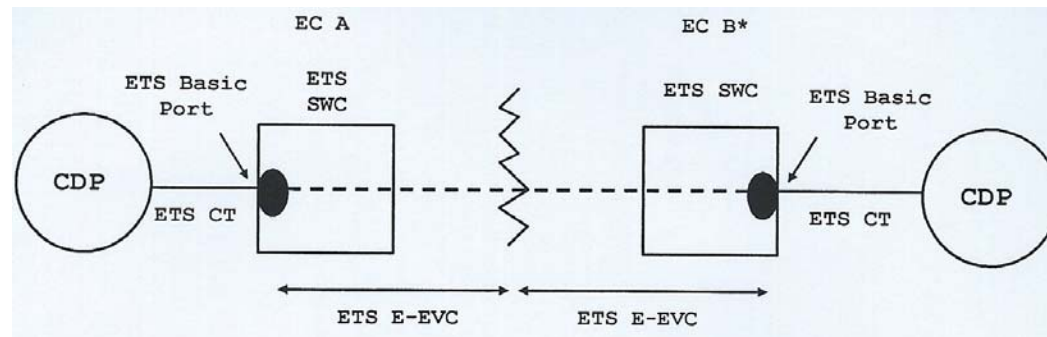 EC A
EC B*
ETS Basic
Port
ETS
SWC
ETS SWC
ETS Basic
Port
CDP
ETS CT
ETS CT
CDP
ETS E-EVC
ETS E-EVC